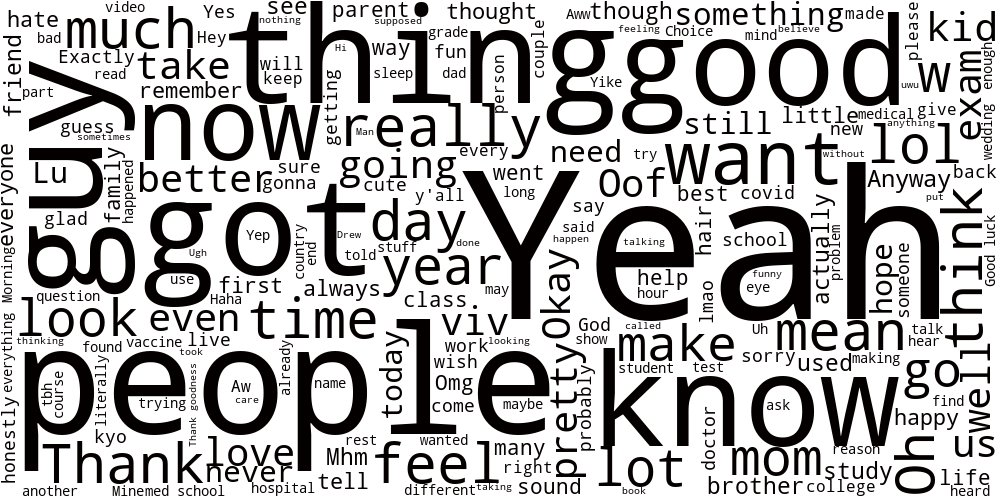 hate
video
Yes
see
parent
thought
Aww
though
something
made
please
kid
bad
much
Hey
nothing
Hi
supposed
grade
couple
feeling
Choice
mind
believe
friend
Exactly
take
will
thing
way
fun
good
w
enough
read
keep
sleep
dad
person
Yike
uwu
exam
part
guy
remember
getting
little
medical
give
guess
now
Man
really
still
new
anything
wedding
sometimes
every
need
try
want
without
lol
everyone
Lu
family
happened
better
sure
gonna
going
cute
y'all
went
long
Oof
best
covid
Anyway
back
put
glad
got
Yep
country
end
Drew
day
stuff
done
Yeah
say
said
happen
talking
hair
school
actually
problem
hope
someone
think
Good luck
Morning
Ugh
use
told
year
may
Okay
help
hour
lmao
funny
eye
question
Haha
first
always
class
look
even
time
viv
God
show
called
Uh
mean
talk
hear
well
everything
thinking
found
vaccine
live
took
already
today
work
looking
wish
make
student
test
sorry
used
making
go
people
tbh
course
literally
trying
Aw
care
name
Thank goodness
Omg
come
maybe
pretty
probably
know
ask
find
happy
honestly
kyo
rest
wanted
many
doctor
reason
Oh
us
Thank
love
never
Mhm
feel
right
lot
mom
study
life
another
Minemed school
hospital
tell
different
taking
sound
book
brother
college
heard